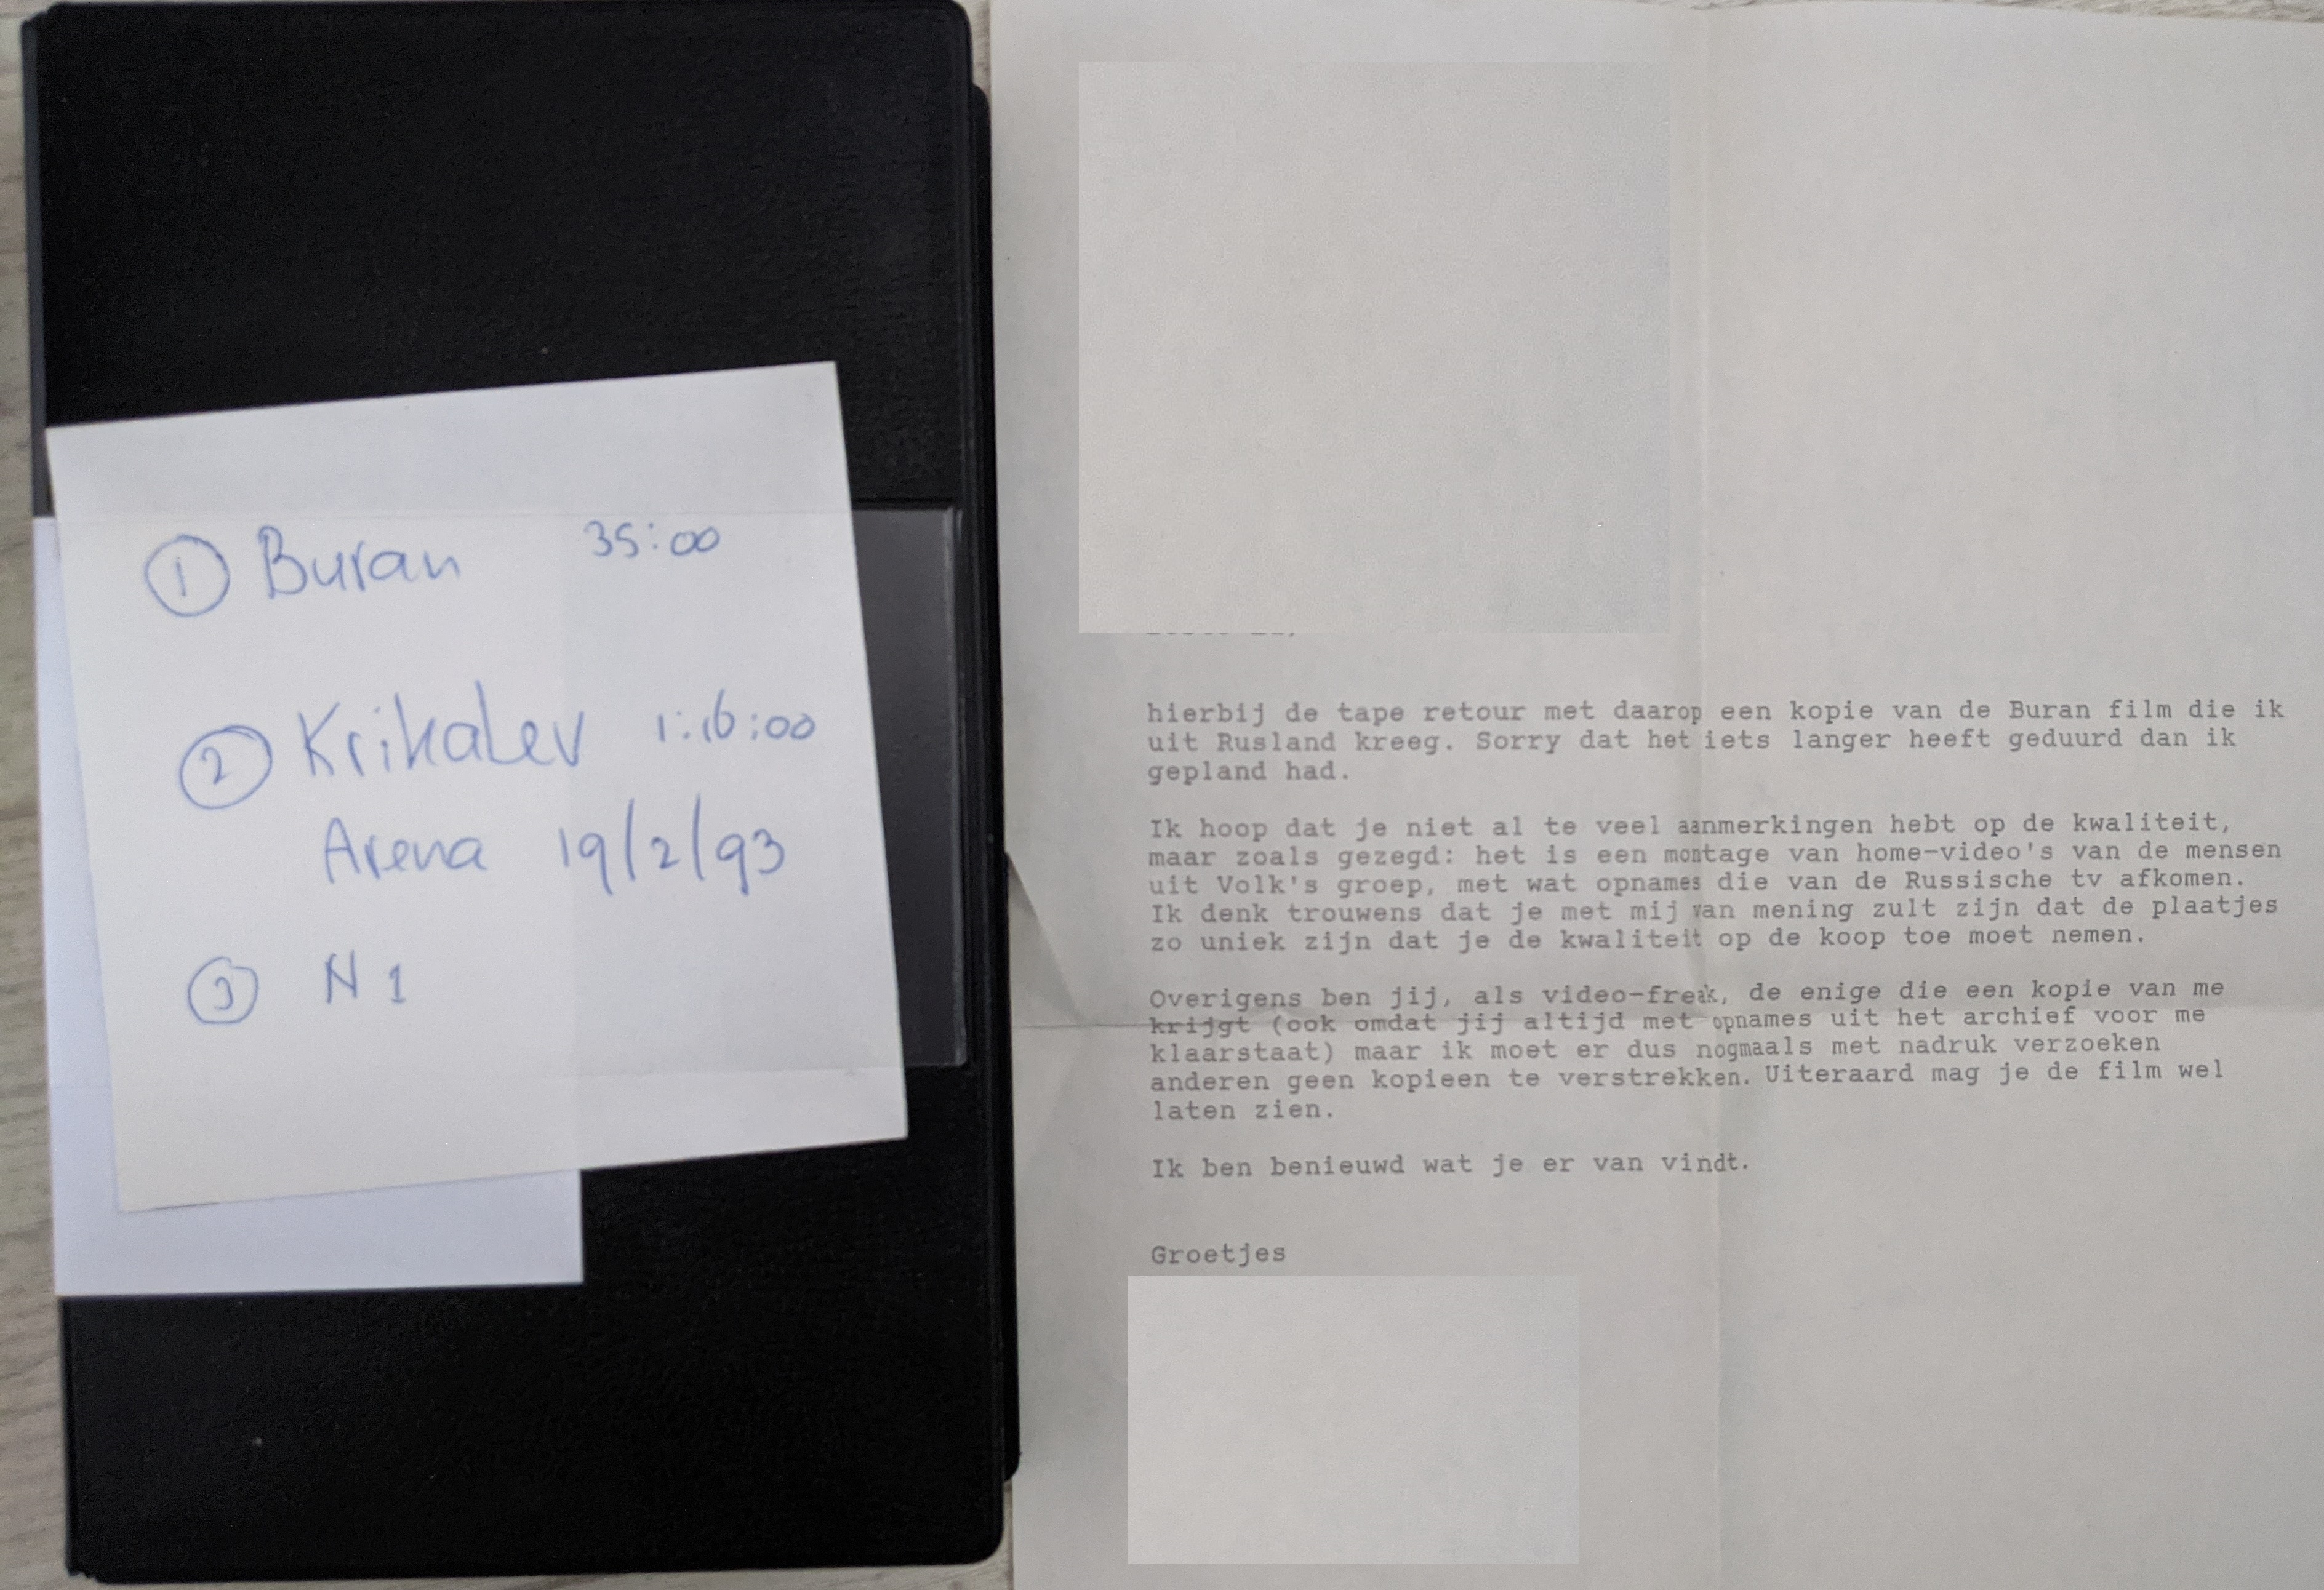 ① Buran 35:00
② Krikalev 1:16:00
Arena 19/2/93
③ N1
hierbij de tape retour met daarop een kopie van de Buran film die ik
uit Rusland kreeg. Sorry dat het iets langer heeft geduurd dan ik
gepland had.
Ik hoop dat je niet al te veel aanmerkingen hebt op de kwaliteit,
maar zoals gezegd: het is een montage van home-video's van de mensen
uit Volk's groep, met wat opnames die van de Russische tv afkomen.
Ik denk trouwens dat je met mij van mening zult zijn dat de plaatjes
zo uniek zijn dat je de kwaliteit op de koop toe moet nemen.
Overigens ben jij, als video-freak, de enige die een kopie van me
krijgt (ook omdat jij altijd met opnames uit het archief voor me
klaarstaat) maar ik moet er dus nogmaals met nadruk verzoeken
anderen geen kopieen te verstrekken. Uiteraard mag je de film wel
laten zien.
Ik ben benieuwd wat je er van vindt.
Groetjes